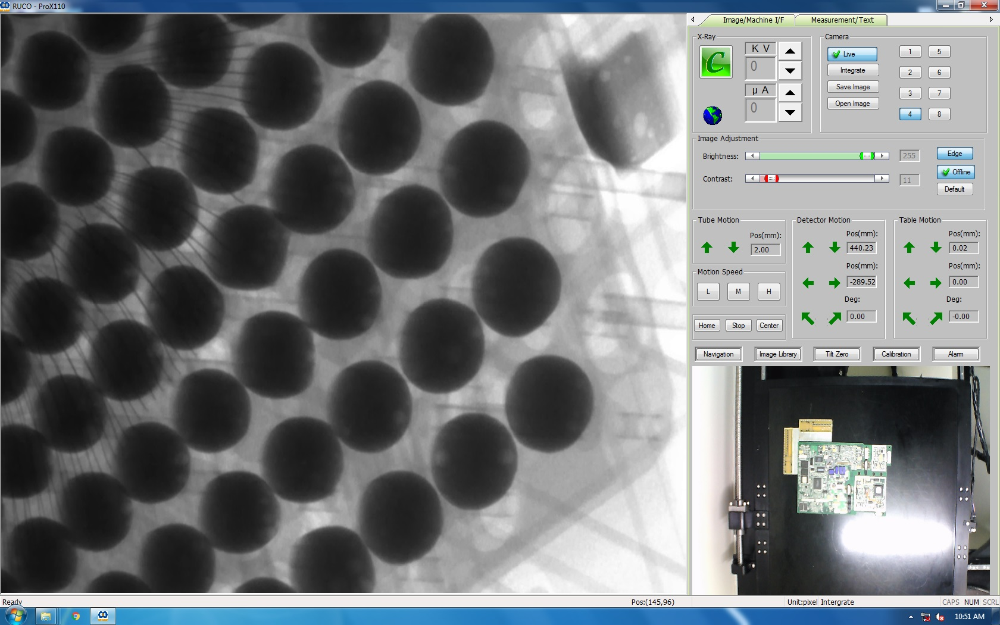 RUCO - ProX110
Image/Machine I/F
Measurement/Text
X-Ray
C
K V
0
µ A
0
Camera
Live
Integrate
Save Image
Open Image
1
5
2
6
3
7
4
8
Image Adjustment
Brightness:
255
Edge
Offline
Contrast:
11
Default
Tube Motion
Pos(mm):
2.00
Detector Motion
Pos(mm):
440.23
Pos(mm):
-289.52
Deg:
0.00
Table Motion
Pos(mm):
0.02
Pos(mm):
0.00
Deg:
-0.00
Motion Speed
L
M
H
Home
Stop
Center
Navigation
Image Library
Tilt Zero
Calibration
Alarm
Ready
Pos:(145,96)
Unit:pixel
Intergrate
CAPS
NUM
SCRL
10:51 AM